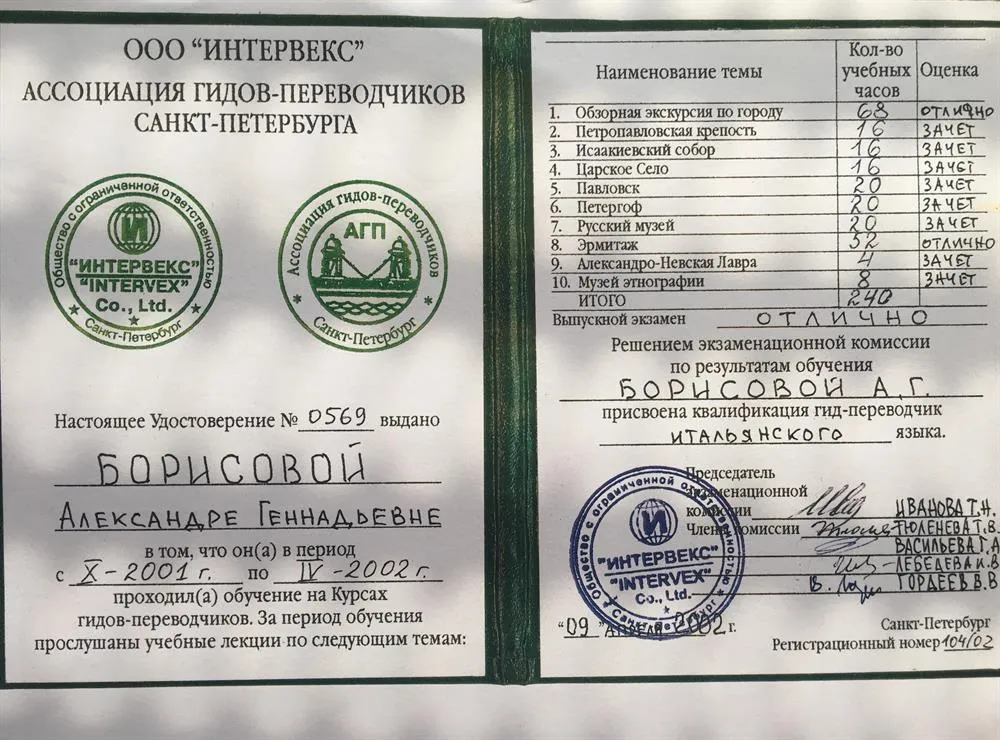 ООО “ИНТЕРВЕКС”
АССОЦИАЦИЯ ГИДОВ-ПЕРЕВОДЧИКОВ
САНКТ-ПЕТЕРБУРГА
Общество с ограниченной ответственностью
И
"ИНТЕРВЕКС"
"INTERVEX"
Co., Ltd.
Санкт-Петербург
Ассоциация гидов-переводчиков
АГП
Санкт-Петербург
Настоящее Удостоверение № 0569 выдано
БОРИСОВОЙ
АЛЕКСАНДРЕ ГЕННАДЬЕВНЕ
в том, что он(а) в период
с X-2001 г. по IV-2002 г.
проходил(а) обучение на Курсах
гидов-переводчиков. За период обучения
прослушаны учебные лекции по следующим темам:
Наименование темы Кол-во учебных часов Оценка
1. Обзорная экскурсия по городу 68 ОТЛИЧНО
2. Петропавловская крепость 16 ЗАЧЕТ
3. Исаакиевский собор 16 ЗАЧЕТ
4. Царское Село 16 ЗАЧЕТ
5. Павловск 20 ЗАЧЕТ
6. Петергоф 20 ЗАЧЕТ
7. Русский музей 20 ЗАЧЕТ
8. Эрмитаж 52 ОТЛИЧНО
9. Александро-Невская Лавра 4 ЗАЧЕТ
10. Музей этнографии 8 ЗАЧЕТ
ИТОГО 240
Выпускной экзамен ОТЛИЧНО
Решением экзаменационной комиссии
по результатам обучения
БОРИСОВОЙ А.Г.
присвоена квалификация гид-переводчик
ИТАЛЬЯНСКОГО языка.
Председатель
экзаменационной
комиссии ИВАНОВА Т.Н.
Члены комиссии ТЮЛЕНЕВА Т.В.
ВАСИЛЬЕВА Г.А
ЛЕБЕДЕВА И.В
ГОРДЕЕВ В.В
Общество с ограниченной ответственностью
И
"ИНТЕРВЕКС"
"INTERVEX"
Co., Ltd.
Санкт-Петербург
“09” АПРЕЛЯ 2002 г.
Санкт-Петербург
Регистрационный номер 104/02